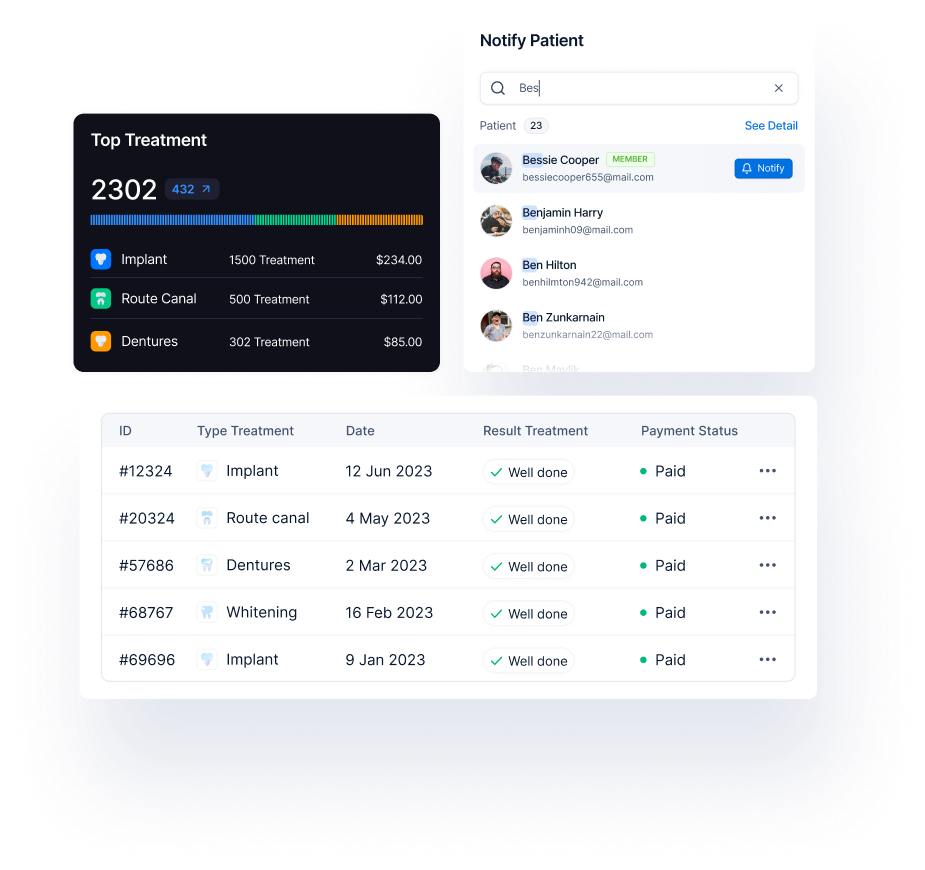 Notify Patient
Bes
Patient 23 See Detail
Bessie Cooper MEMBER
bessiecooper655@mail.com
Notify
Benjamin Harry
benjaminh09@mail.com
Ben Hilton
benhilmton942@mail.com
Ben Zunkarnain
benzunkarnain22@mail.com
Top Treatment
2302 432
Implant 1500 Treatment $234.00
Route Canal 500 Treatment $112.00
Dentures 302 Treatment $85.00
ID Type Treatment Date Result Treatment Payment Status
#12324 Implant 12 Jun 2023 Well done Paid
#20324 Route canal 4 May 2023 Well done Paid
#57686 Dentures 2 Mar 2023 Well done Paid
#68767 Whitening 16 Feb 2023 Well done Paid
#69696 Implant 9 Jan 2023 Well done Paid